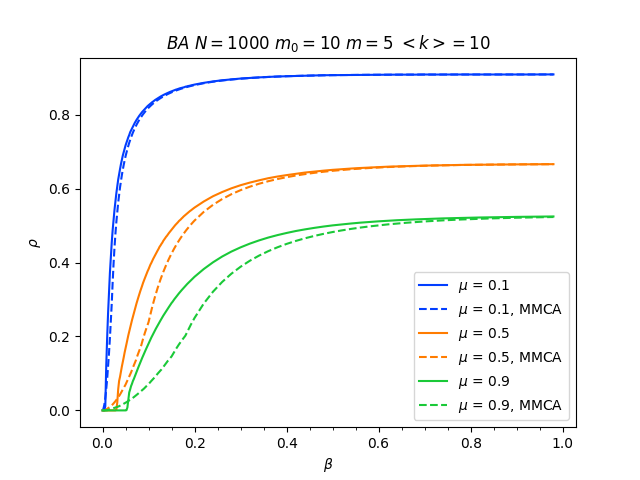 BA N = 1000 m₀ = 10 m = 5 < k > = 10
ρ
0.8
0.6
0.4
0.2
0.0
μ = 0.1
μ = 0.1, MMCA
μ = 0.5
μ = 0.5, MMCA
μ = 0.9
μ = 0.9, MMCA
0.0 0.2 0.4 0.6 0.8 1.0
β